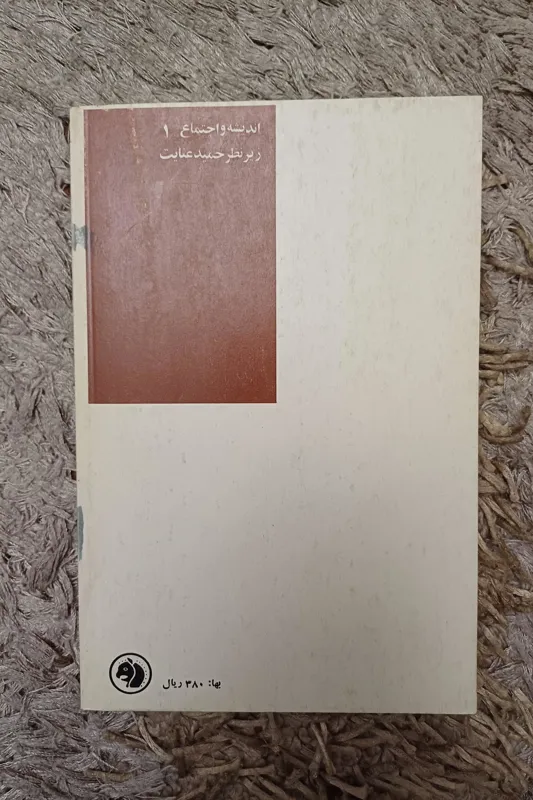 اندیشه و اجتماع ۱
زیر نظر حمید عنایت
بها: ۳۸۰ ریال